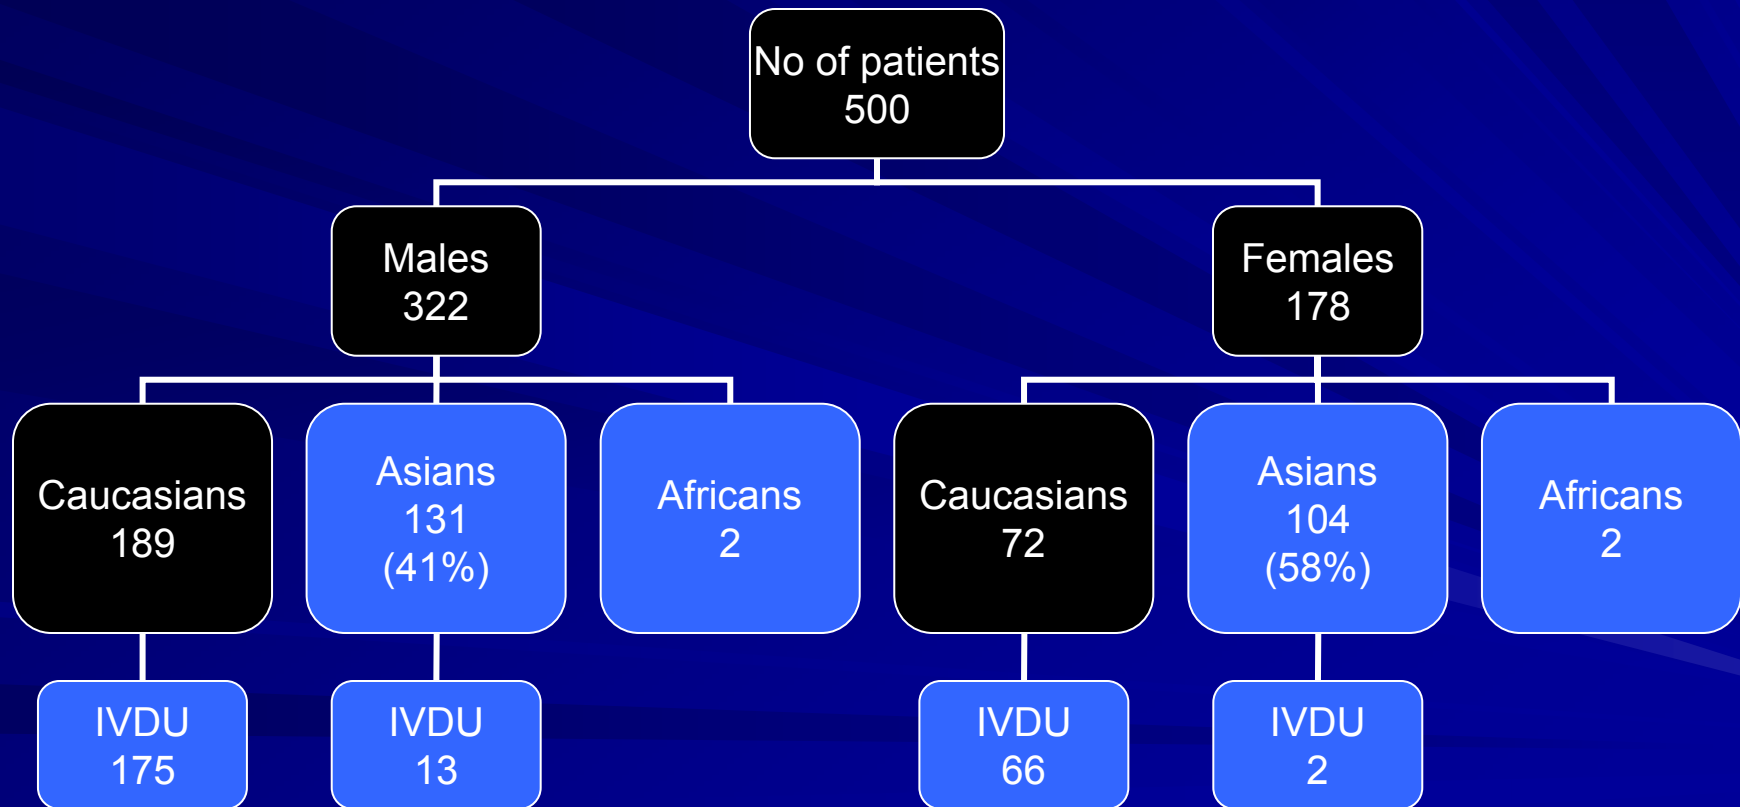 No of patients
500
Males
322
Females
178
Caucasians
189
Asians
131
(41%)
Africans
2
Caucasians
72
Asians
104
(58%)
Africans
2
IVDU
175
IVDU
13
IVDU
66
IVDU
2